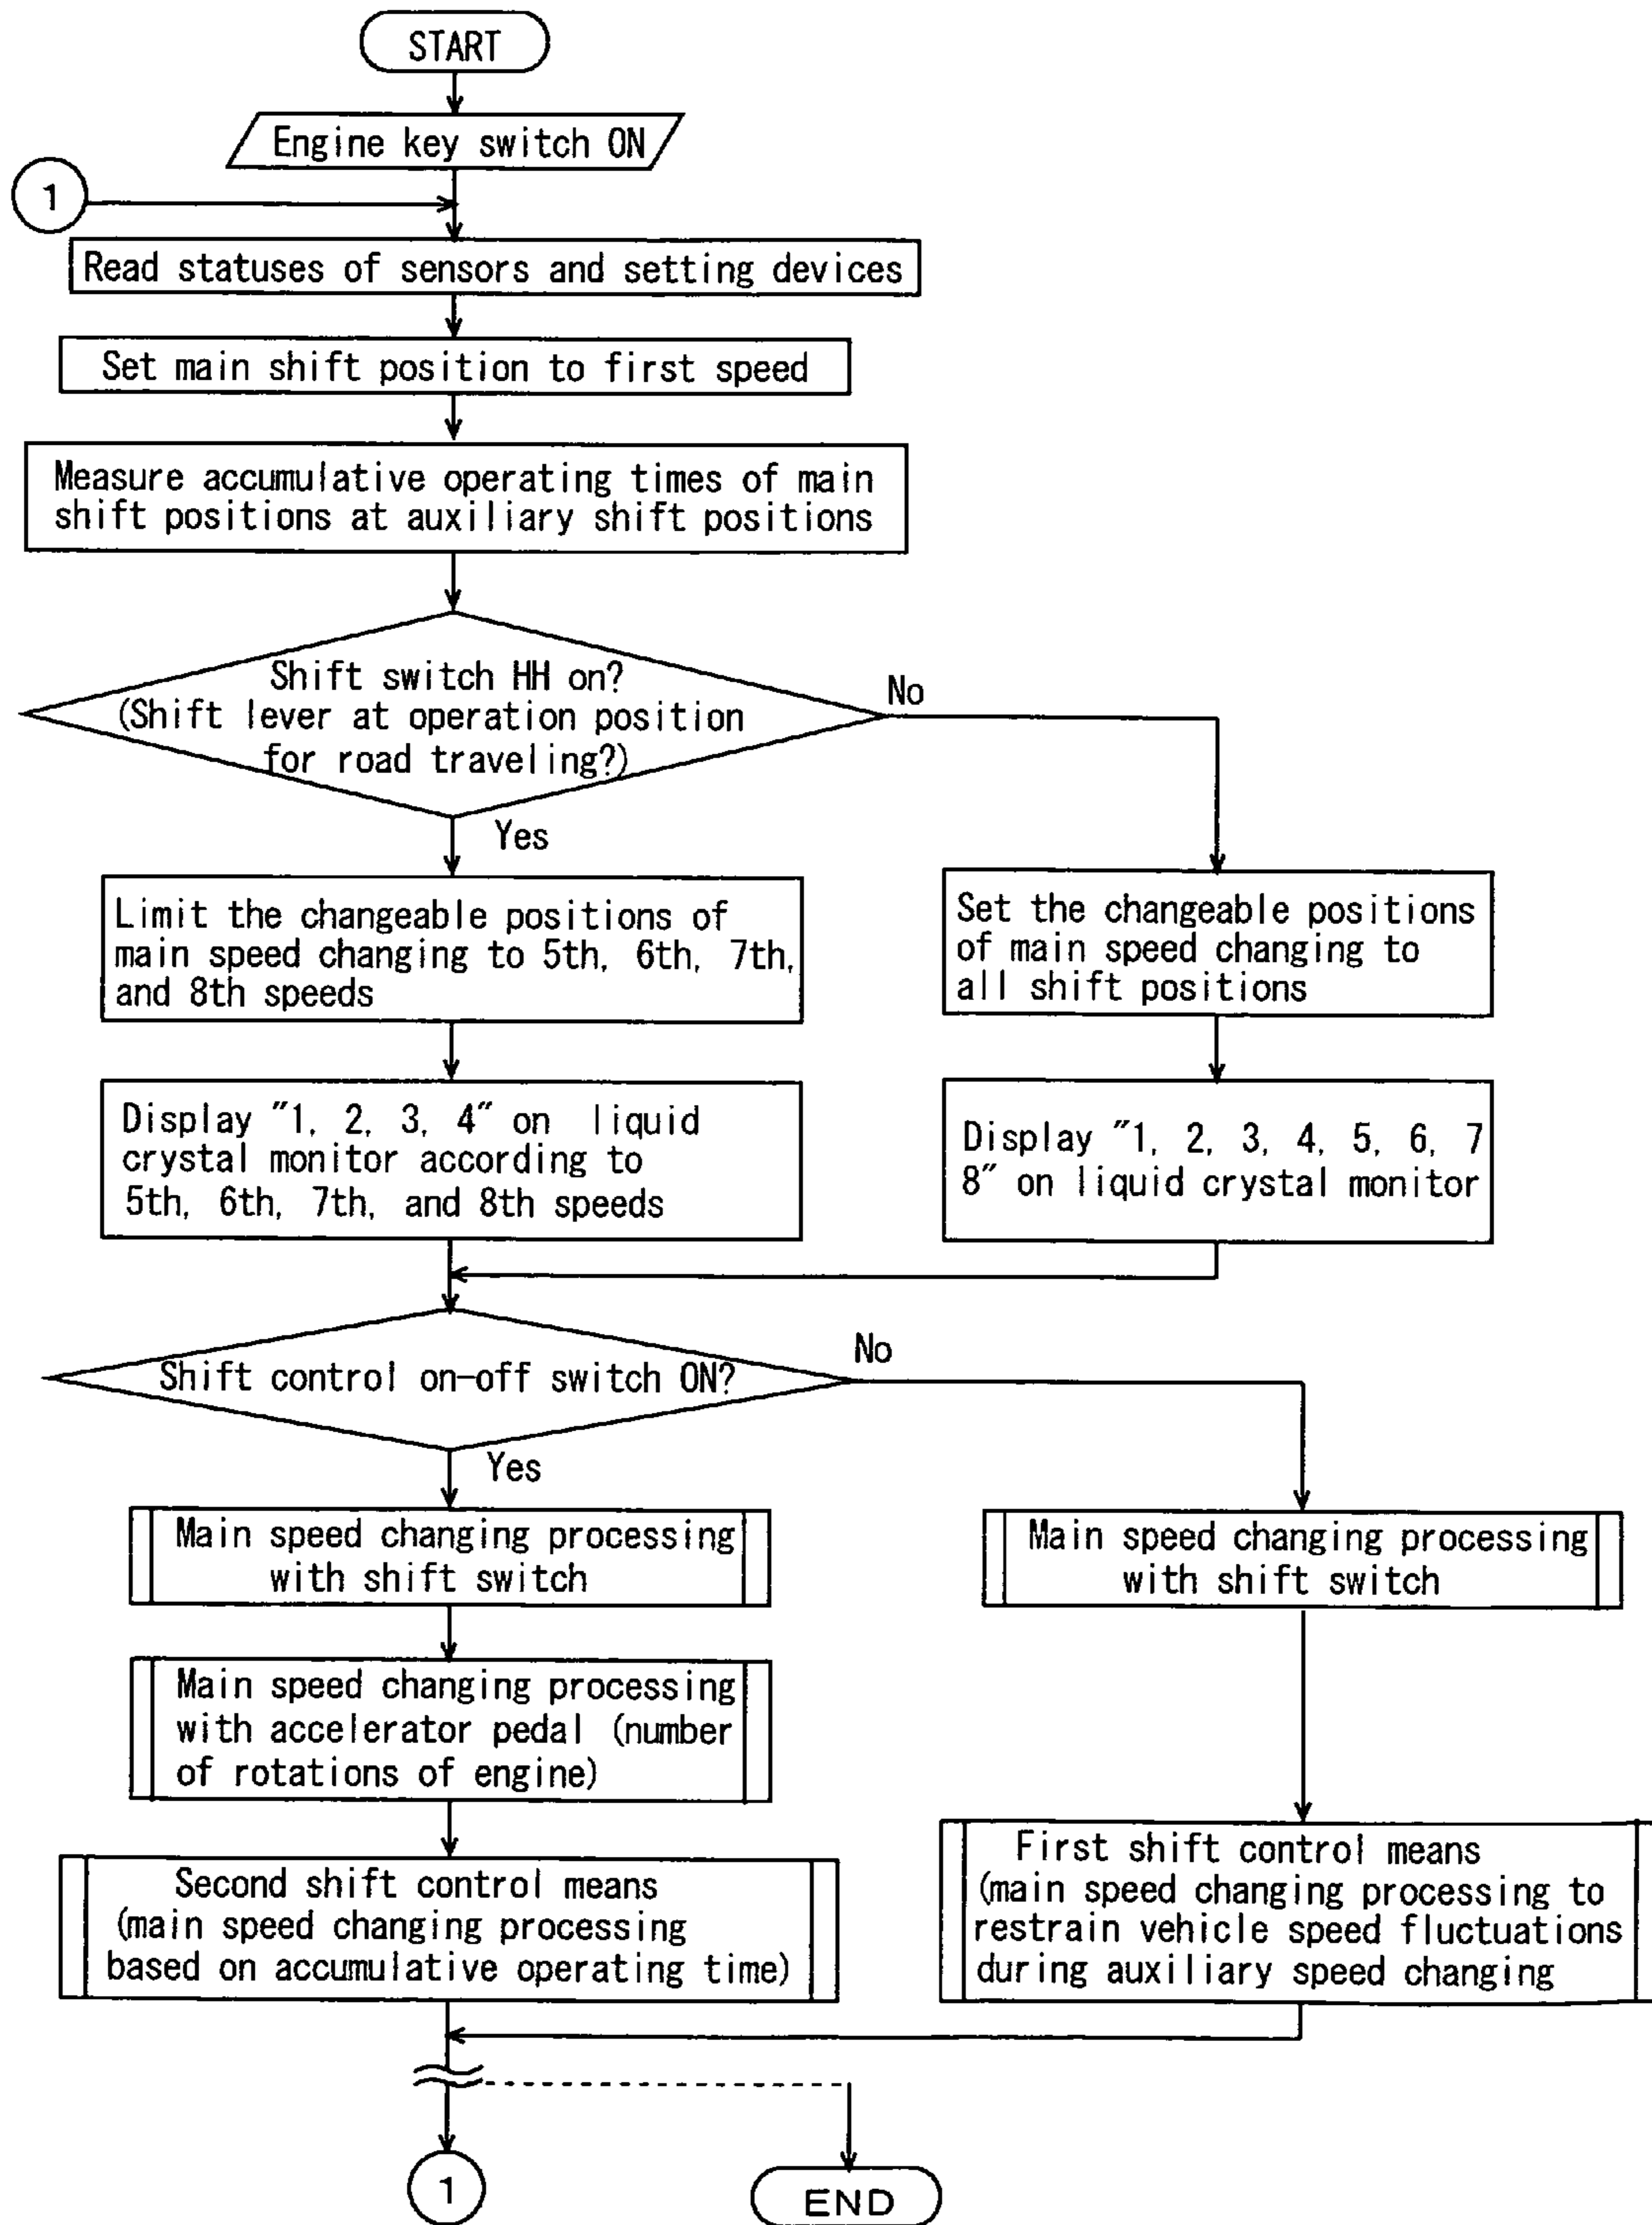 START
Engine key switch ON
1
Read statuses of sensors and setting devices
Set main shift position to first speed
Measure accumulative operating times of main
shift positions at auxiliary shift positions
Shift switch HH on?
(Shift lever at operation position
for road traveling?)
No
Yes
Limit the changeable positions of
main speed changing to 5th, 6th, 7th,
and 8th speeds
Set the changeable positions
of main speed changing to
all shift positions
Display "1, 2, 3, 4" on liquid
crystal monitor according to
5th, 6th, 7th, and 8th speeds
Display "1, 2, 3, 4, 5, 6, 7
8" on liquid crystal monitor
Shift control on-off switch ON?
No
Yes
Main speed changing processing
with shift switch
Main speed changing processing
with shift switch
Main speed changing processing
with accelerator pedal (number
of rotations of engine)
Second shift control means
(main speed changing processing
based on accumulative operating time)
First shift control means
(main speed changing processing to
restrain vehicle speed fluctuations
during auxiliary speed changing
1
END